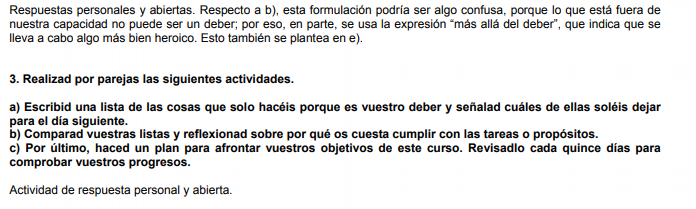 Respuestas personales y abiertas. Respecto a b), esta formulación podría ser algo confusa, porque lo que está fuera de
nuestra capacidad no puede ser un deber; por eso, en parte, se usa la expresión “más allá del deber”, que indica que se
lleva a cabo algo más bien heroico. Esto también se plantea en e).
3. Realizad por parejas las siguientes actividades.
a) Escribid una lista de las cosas que solo hacéis porque es vuestro deber y señalad cuáles de ellas soléis dejar
para el día siguiente.
b) Comparad vuestras listas y reflexionad sobre por qué os cuesta cumplir con las tareas o propósitos.
c) Por último, haced un plan para afrontar vuestros objetivos de este curso. Revisadlo cada quince días para
comprobar vuestros progresos.
Actividad de respuesta personal y abierta.